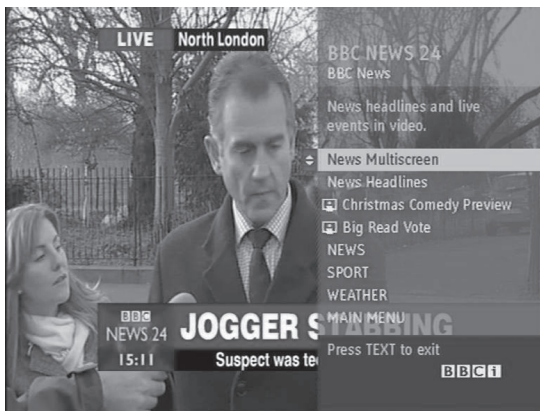 LIVE North London
BBC NEWS 24
BBC News
News headlines and live
events in video.
News Multiscreen
News Headlines
Christmas Comedy Preview
Big Read Vote
NEWS
SPORT
WEATHER
MAIN MENU
Press TEXT to exit
BBCi
BBC
NEWS 24
15:11
JOGGER STABBING
Suspect was